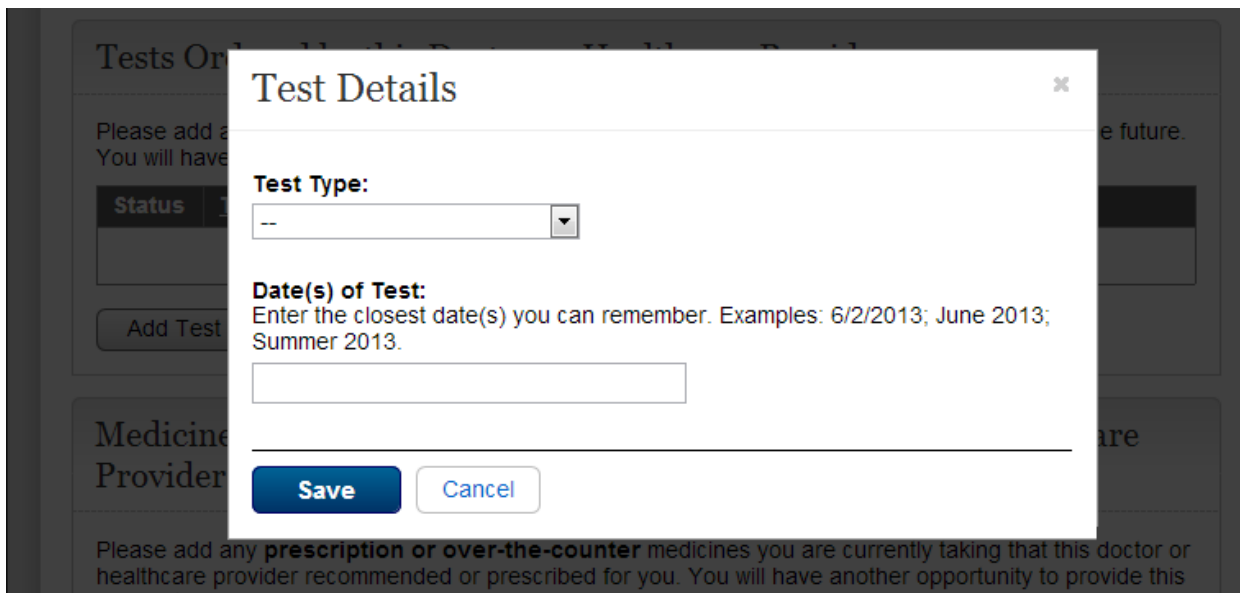 Tests Or
Test Details
Please add a
e future.
You will have
Test Type:
Status
--
Date(s) of Test:
Enter the closest date(s) you can remember. Examples: 6/2/2013; June 2013;
Summer 2013.
Add Test
Medicine
are
Provider
Save
Cancel
Please add any prescription or over-the-counter medicines you are currently taking that this doctor or
healthcare provider recommended or prescribed for you. You will have another opportunity to provide this